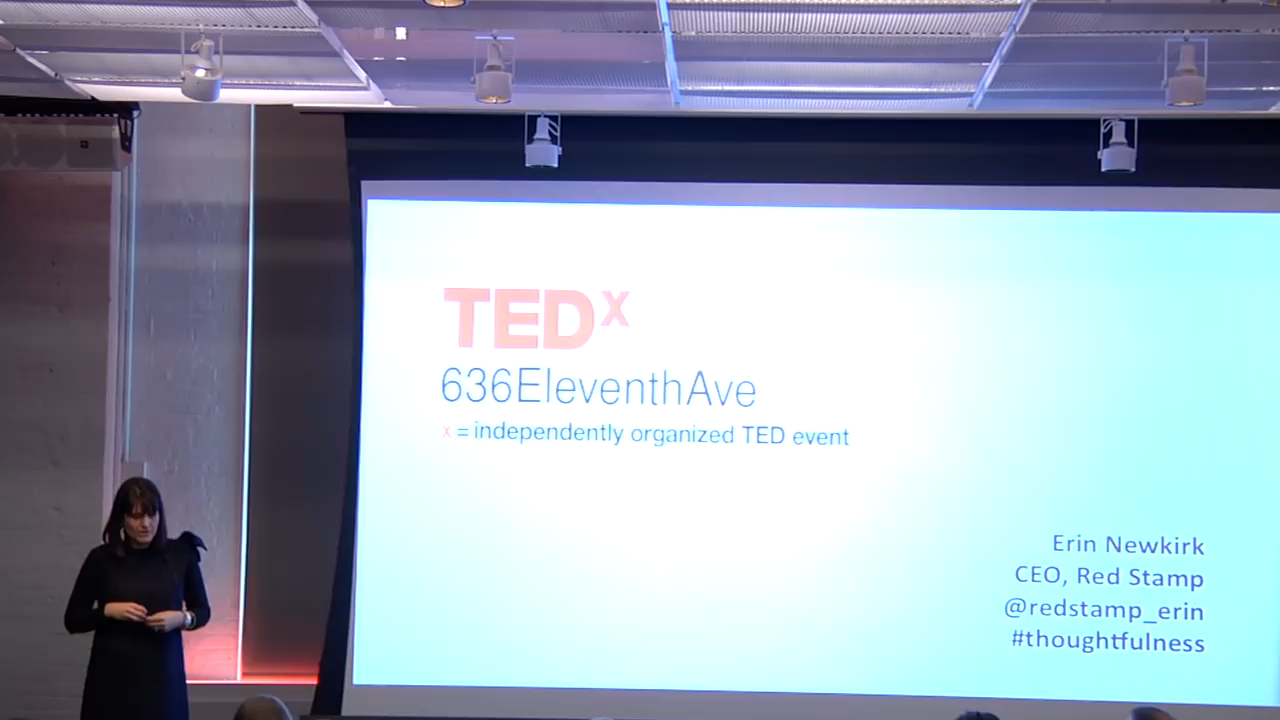 TEDx
636EleventhAve
x = independently organized TED event
Erin Newkirk
CEO, Red Stamp
@redstamp_erin
#thoughtfulness